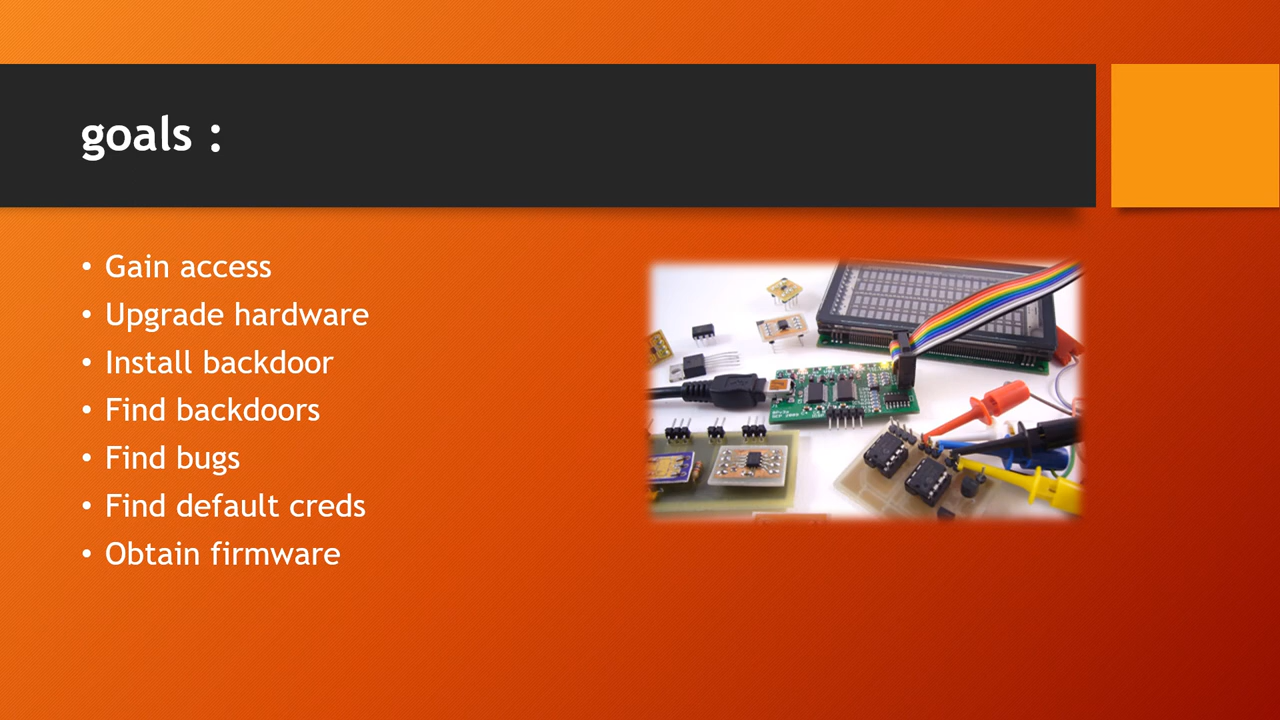 goals :
• Gain access
• Upgrade hardware
• Install backdoor
• Find backdoors
• Find bugs
• Find default creds
• Obtain firmware